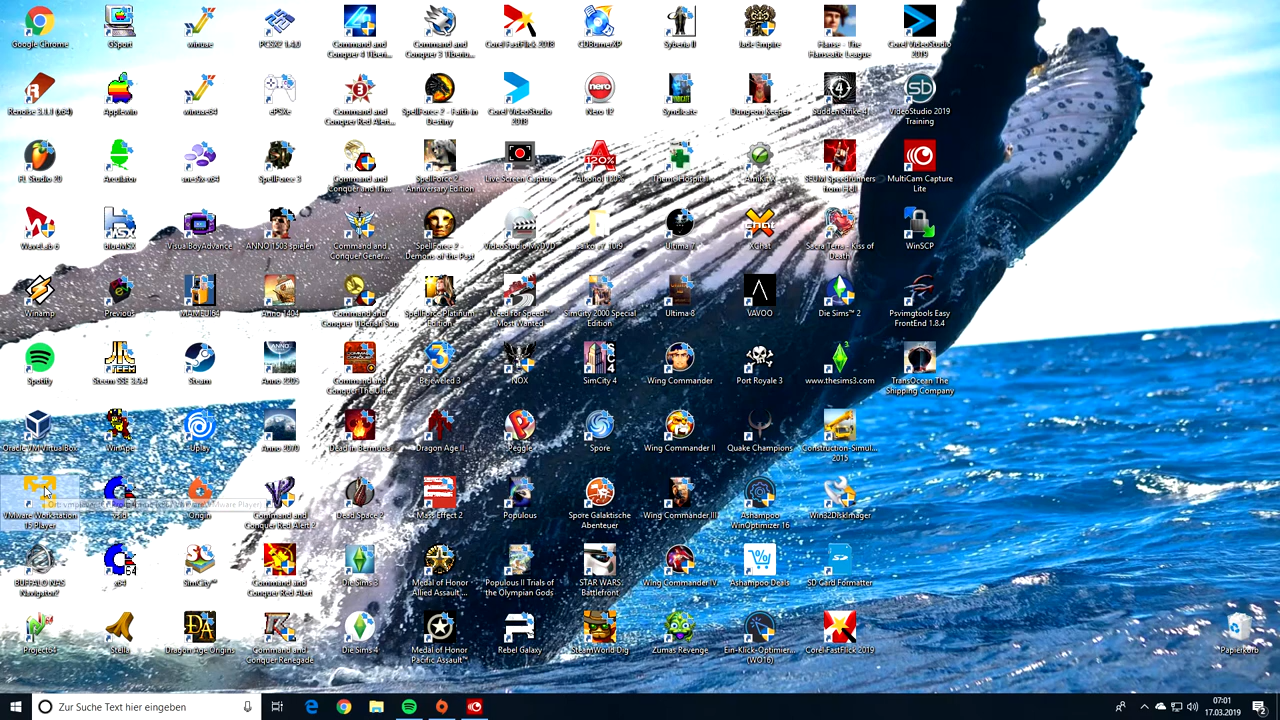 Google Chrome
QSport
winuae
PCSX2 1.4.0
Command and
Conquer 4 Tiberi...
Command and
Conquer 3 Tiberiu...
Corel FastFlick 2018
CDBurnerXP
Syberia II
Jade Empire
Hanse - The
Hanseatic League
Corel VideoStudio
2019
Renoise 3.1.1 (x64)
Applewin
winuae64
ePSXe
Command and
Conquer Red Alert...
SpellForce 2 - Faith in
Destiny
Corel VideoStudio
2018
Nero 12
Syndicate
Dungeon Keeper
Sudden Strike 4
VideoStudio 2019
Training
FL Studio 20
Arculator
SpellForce 3
Command and
Conquer and The...
SpellForce 2 -
Anniversary Edition
Live Screen Capture
Alcohol 120%
Theme Hospital
AmiKit X
SHUM Speedrunners
from Hell
MultiCam Capture
Lite
WaveLab 6
blueMSX
VisualBoyAdvance
ANNO 1503 spielen
Command and
Conquer Gener...
SpellForce 2 -
Demons of the Past
VideoStudio MyDVD
Ultima 7
XChat
Sacra Terra - Kiss of
Death
WinSCP
Winamp
Previous
MAMEUI64
Anno 1404
Command and
Conquer Tiberian Sun
SpellForce Platinum
Edition
Need for Speed™
Most Wanted
SimCity 2000 Special
Edition
Ultima 8
VAVOO
Die Sims™ 2
Psvimgtools Easy
FrontEnd 1.8.4
Spotify
Steem SSE 3.9.4
Steam
Anno 2205
Command and
Conquer The Ulti...
Bejeweled 3
NOX
SimCity 4
Wing Commander
Port Royale 3
www.thesims3.com
TransOcean The
Shipping Company
Oracle VM VirtualBox
WinApe
Uplay
Anno 2070
Dead in Bermuda
Dragon Age II
Peggle
Spore
Wing Commander II
Quake Champions
Construction-Simul...
2015
VMware Workstation
15 Player
Origin
Command and
Conquer Red Alert 2
Dead Space 2
Mass Effect 2
Populous
Spore Galaktische
Abenteuer
Wing Commander III
Ashampoo
WinOptimizer 16
Win32DiskImager
BUFFALO NAS
Navigator2
x64
SimCity™
Command and
Conquer Red Alert
Die Sims 3
Medal of Honor
Allied Assault ...
Populous II Trials of
the Olympian Gods
STAR WARS
Battlefront
Wing Commander IV
Ashampoo Deals
SD Card Formatter
Project64
Stella
Dragon Age Origins
Command and
Conquer Renegade
Die Sims 4
Medal of Honor
Pacific Assault™
Rebel Galaxy
SteamWorld Dig
Zumas Revenge
Ein-Klick-Optimier...
(WO16)
Corel FastFlick 2019
Papierkorb
Zur Suche Text hier eingeben
07:01
17.03.2019